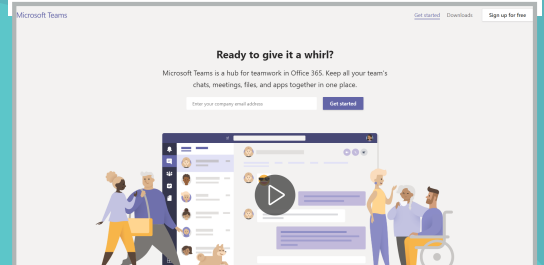 Microsoft Teams
Get started Downloads Sign up for free
Ready to give it a whirl?
Microsoft Teams is a hub for teamwork in Office 365. Keep all your team's
chats, meetings, files, and apps together in one place.
Enter your company email address Get started